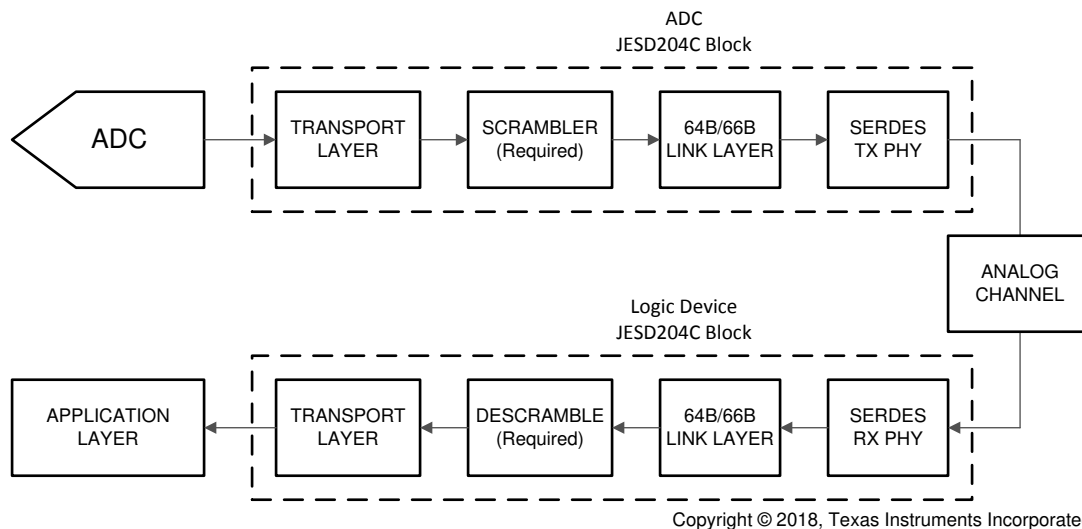 ADC
JESD204C Block
ADC
TRANSPORT
LAYER
SCRAMBLER
(Required)
64B/66B
LINK LAYER
SERDES
TX PHY
ANALOG
CHANNEL
Logic Device
JESD204C Block
APPLICATION
LAYER
TRANSPORT
LAYER
DESCRAMBLE
(Required)
64B/66B
LINK LAYER
SERDES
RX PHY
Copyright © 2018, Texas Instruments Incorporate